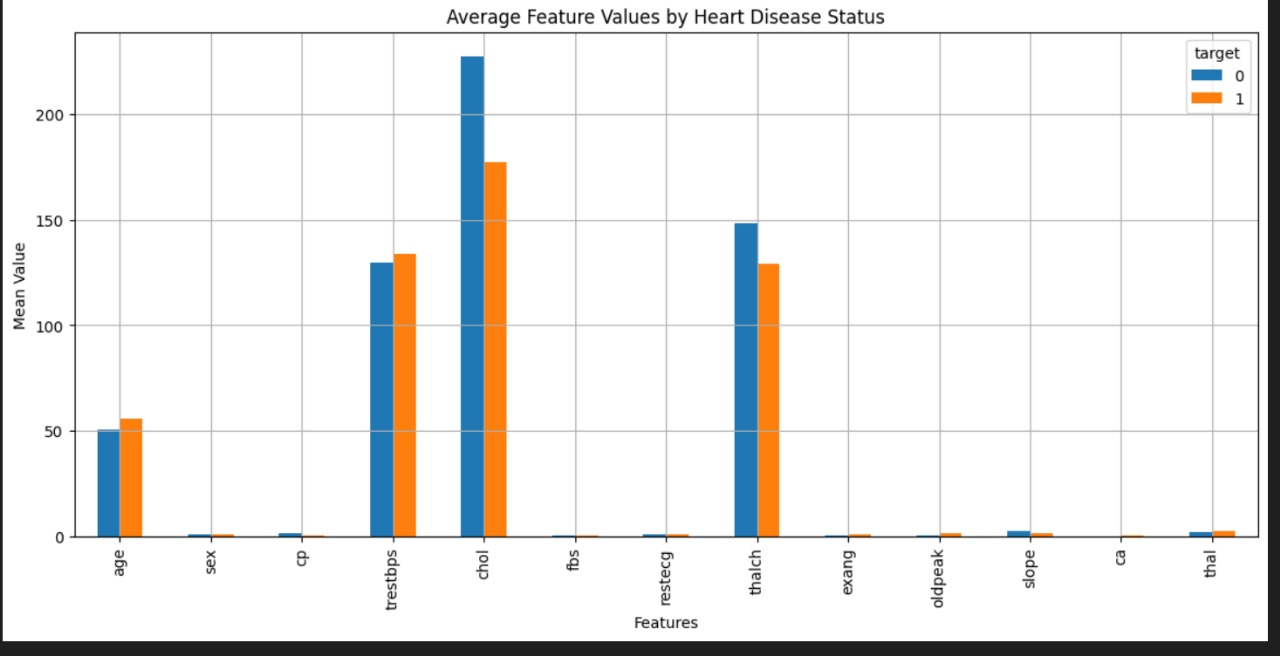 Average Feature Values by Heart Disease Status
target
0
1
200
150
100
50
0
Mean Value
age
sex
cp
trestbps
chol
fbs
restecg
thalch
exang
oldpeak
slope
ca
thal
Features